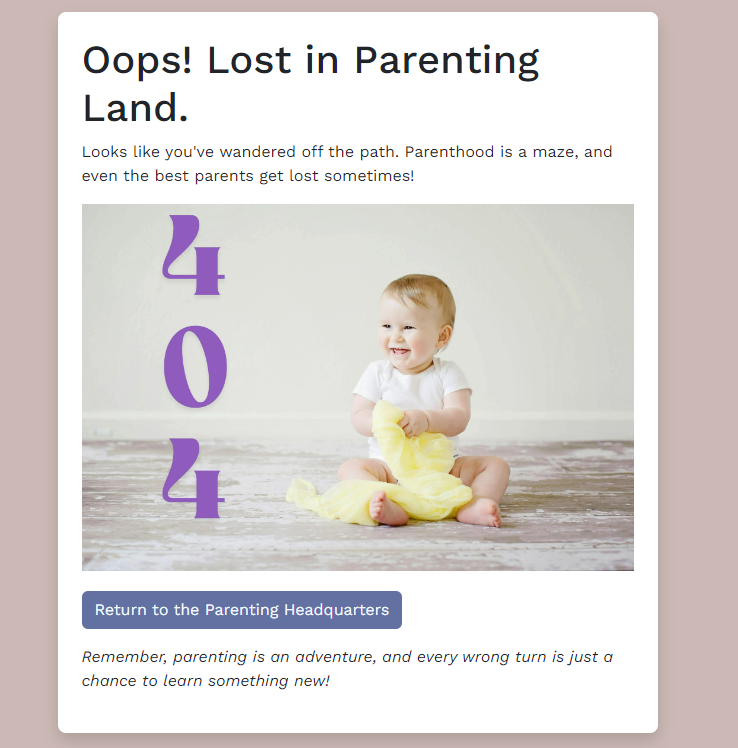 Oops! Lost in Parenting
Land.
Looks like you've wandered off the path. Parenthood is a maze, and
even the best parents get lost sometimes!
4
0
4
Return to the Parenting Headquarters
Remember, parenting is an adventure, and every wrong turn is just a
chance to learn something new!